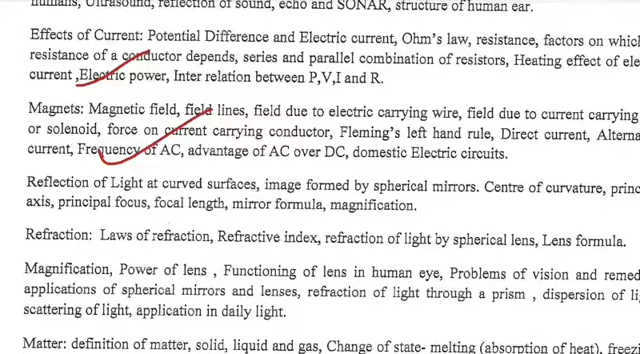 humans, Ultrasound, reflection of sound, echo and SONAR, structure of human ear.
Effects of Current: Potential Difference and Electric current, Ohm's law, resistance, factors on which
resistance of a conductor depends, series and parallel combination of resistors, Heating effect of ele
current ,Electric power, Inter relation between P,V,I and R.
Magnets: Magnetic field, field lines, field due to electric carrying wire, field due to current carrying
or solenoid, force on current carrying conductor, Fleming's left hand rule, Direct current, Alterna
current, Frequency of AC, advantage of AC over DC, domestic Electric circuits.
Reflection of Light at curved surfaces, image formed by spherical mirrors. Centre of curvature, princ
axis, principal focus, focal length, mirror formula, magnification.
Refraction: Laws of refraction, Refractive index, refraction of light by spherical lens, Lens formula.
Magnification, Power of lens , Functioning of lens in human eye, Problems of vision and remed
applications of spherical mirrors and lenses, refraction of light through a prism , dispersion of li
scattering of light, application in daily light.
Matter: definition of matter, solid, liquid and gas, Change of state- melting (absorption of heat), freezi